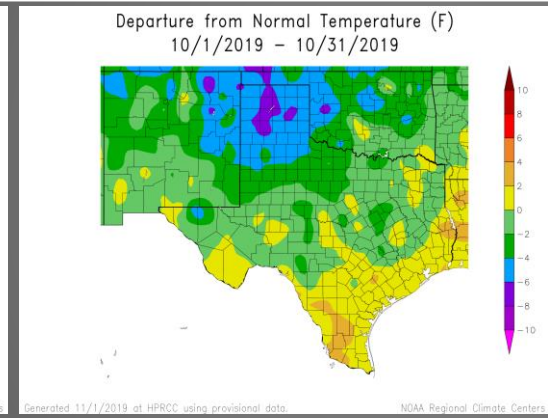 Departure from Normal Temperature (F)
10/1/2019 – 10/31/2019
10
8
6
4
2
0
-2
-4
-6
-8
-10
s
Generated 11/1/2019 at HPRCC using provisional data.
NOAA Regional Climate Centers